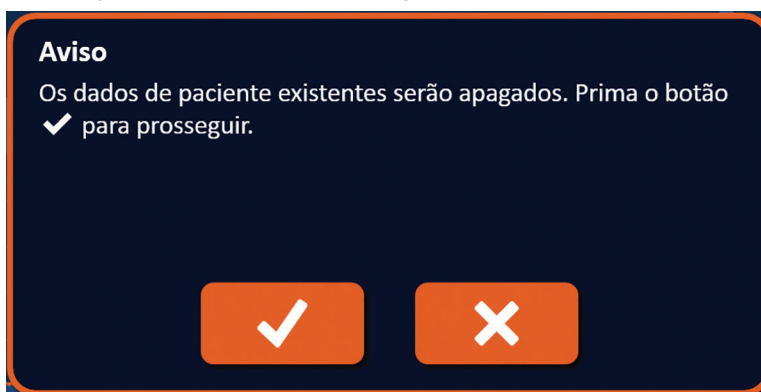 Aviso
Os dados de paciente existentes serão apagados. Prima o botão
✔ para prosseguir.